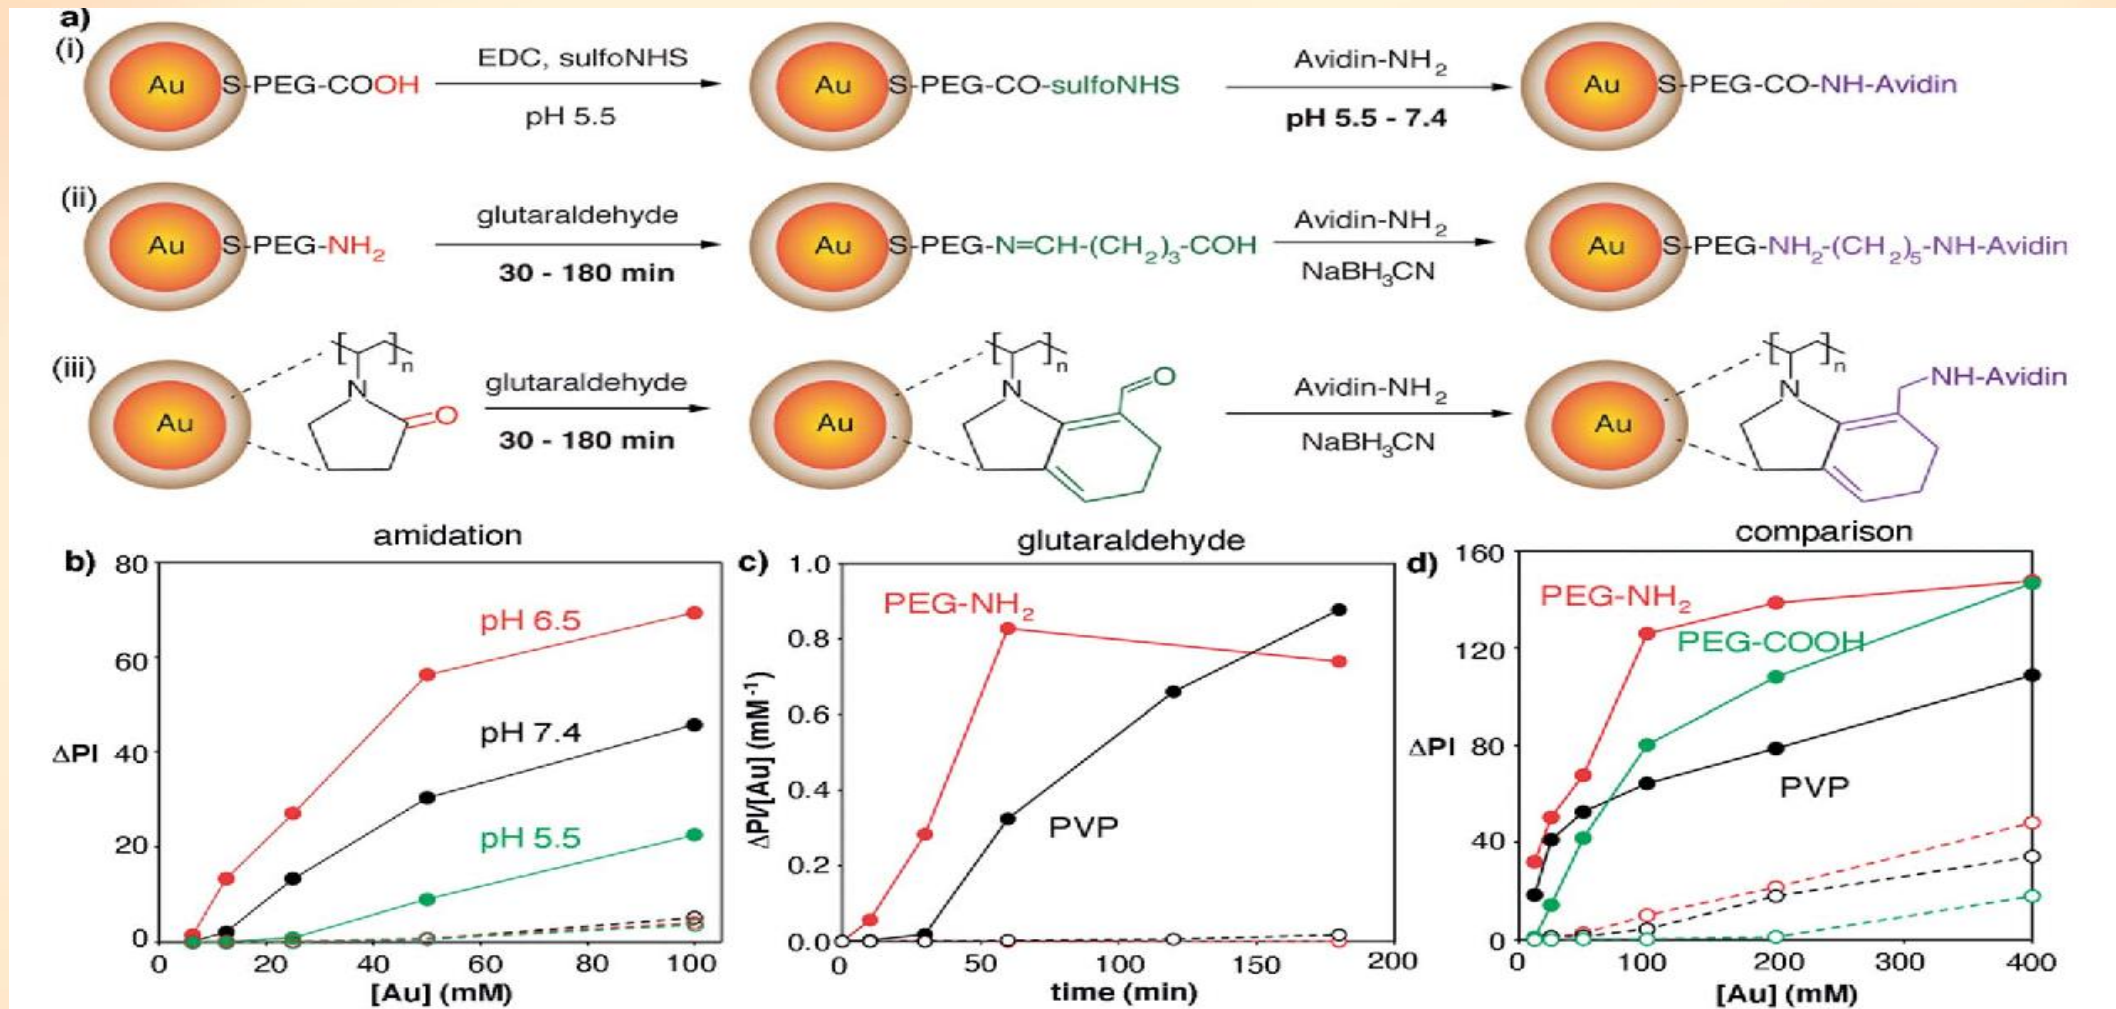 a)
(i)
Au
S-PEG-COOH
EDC, sulfoNHS
pH 5.5
Au
S-PEG-CO-sulfoNHS
Avidin-NH₂
pH 5.5 - 7.4
Au
S-PEG-CO-NH-Avidin
(ii)
Au
S-PEG-NH₂
glutaraldehyde
30 - 180 min
Au
S-PEG-N=CH-(CH₂)₃-COH
Avidin-NH₂
NaBH₃CN
Au
S-PEG-NH₂-(CH₂)₅-NH-Avidin
(iii)
Au
[ ]n
N
O
glutaraldehyde
30 - 180 min
Au
[ ]n
N
O
Avidin-NH₂
NaBH₃CN
Au
[ ]n
N
NH-Avidin
b)
amidation
80
60
40
20
0
ΔPI
pH 6.5
pH 7.4
pH 5.5
0 20 40 60 80 100
[Au] (mM)
c)
glutaraldehyde
1.0
0.8
0.6
0.4
0.2
0.0
ΔPI/[Au] (mM⁻¹)
PEG-NH₂
PVP
0 50 100 150 200
time (min)
d)
comparison
160
120
80
40
0
ΔPI
PEG-NH₂
PEG-COOH
PVP
0 100 200 300 400
[Au] (mM)